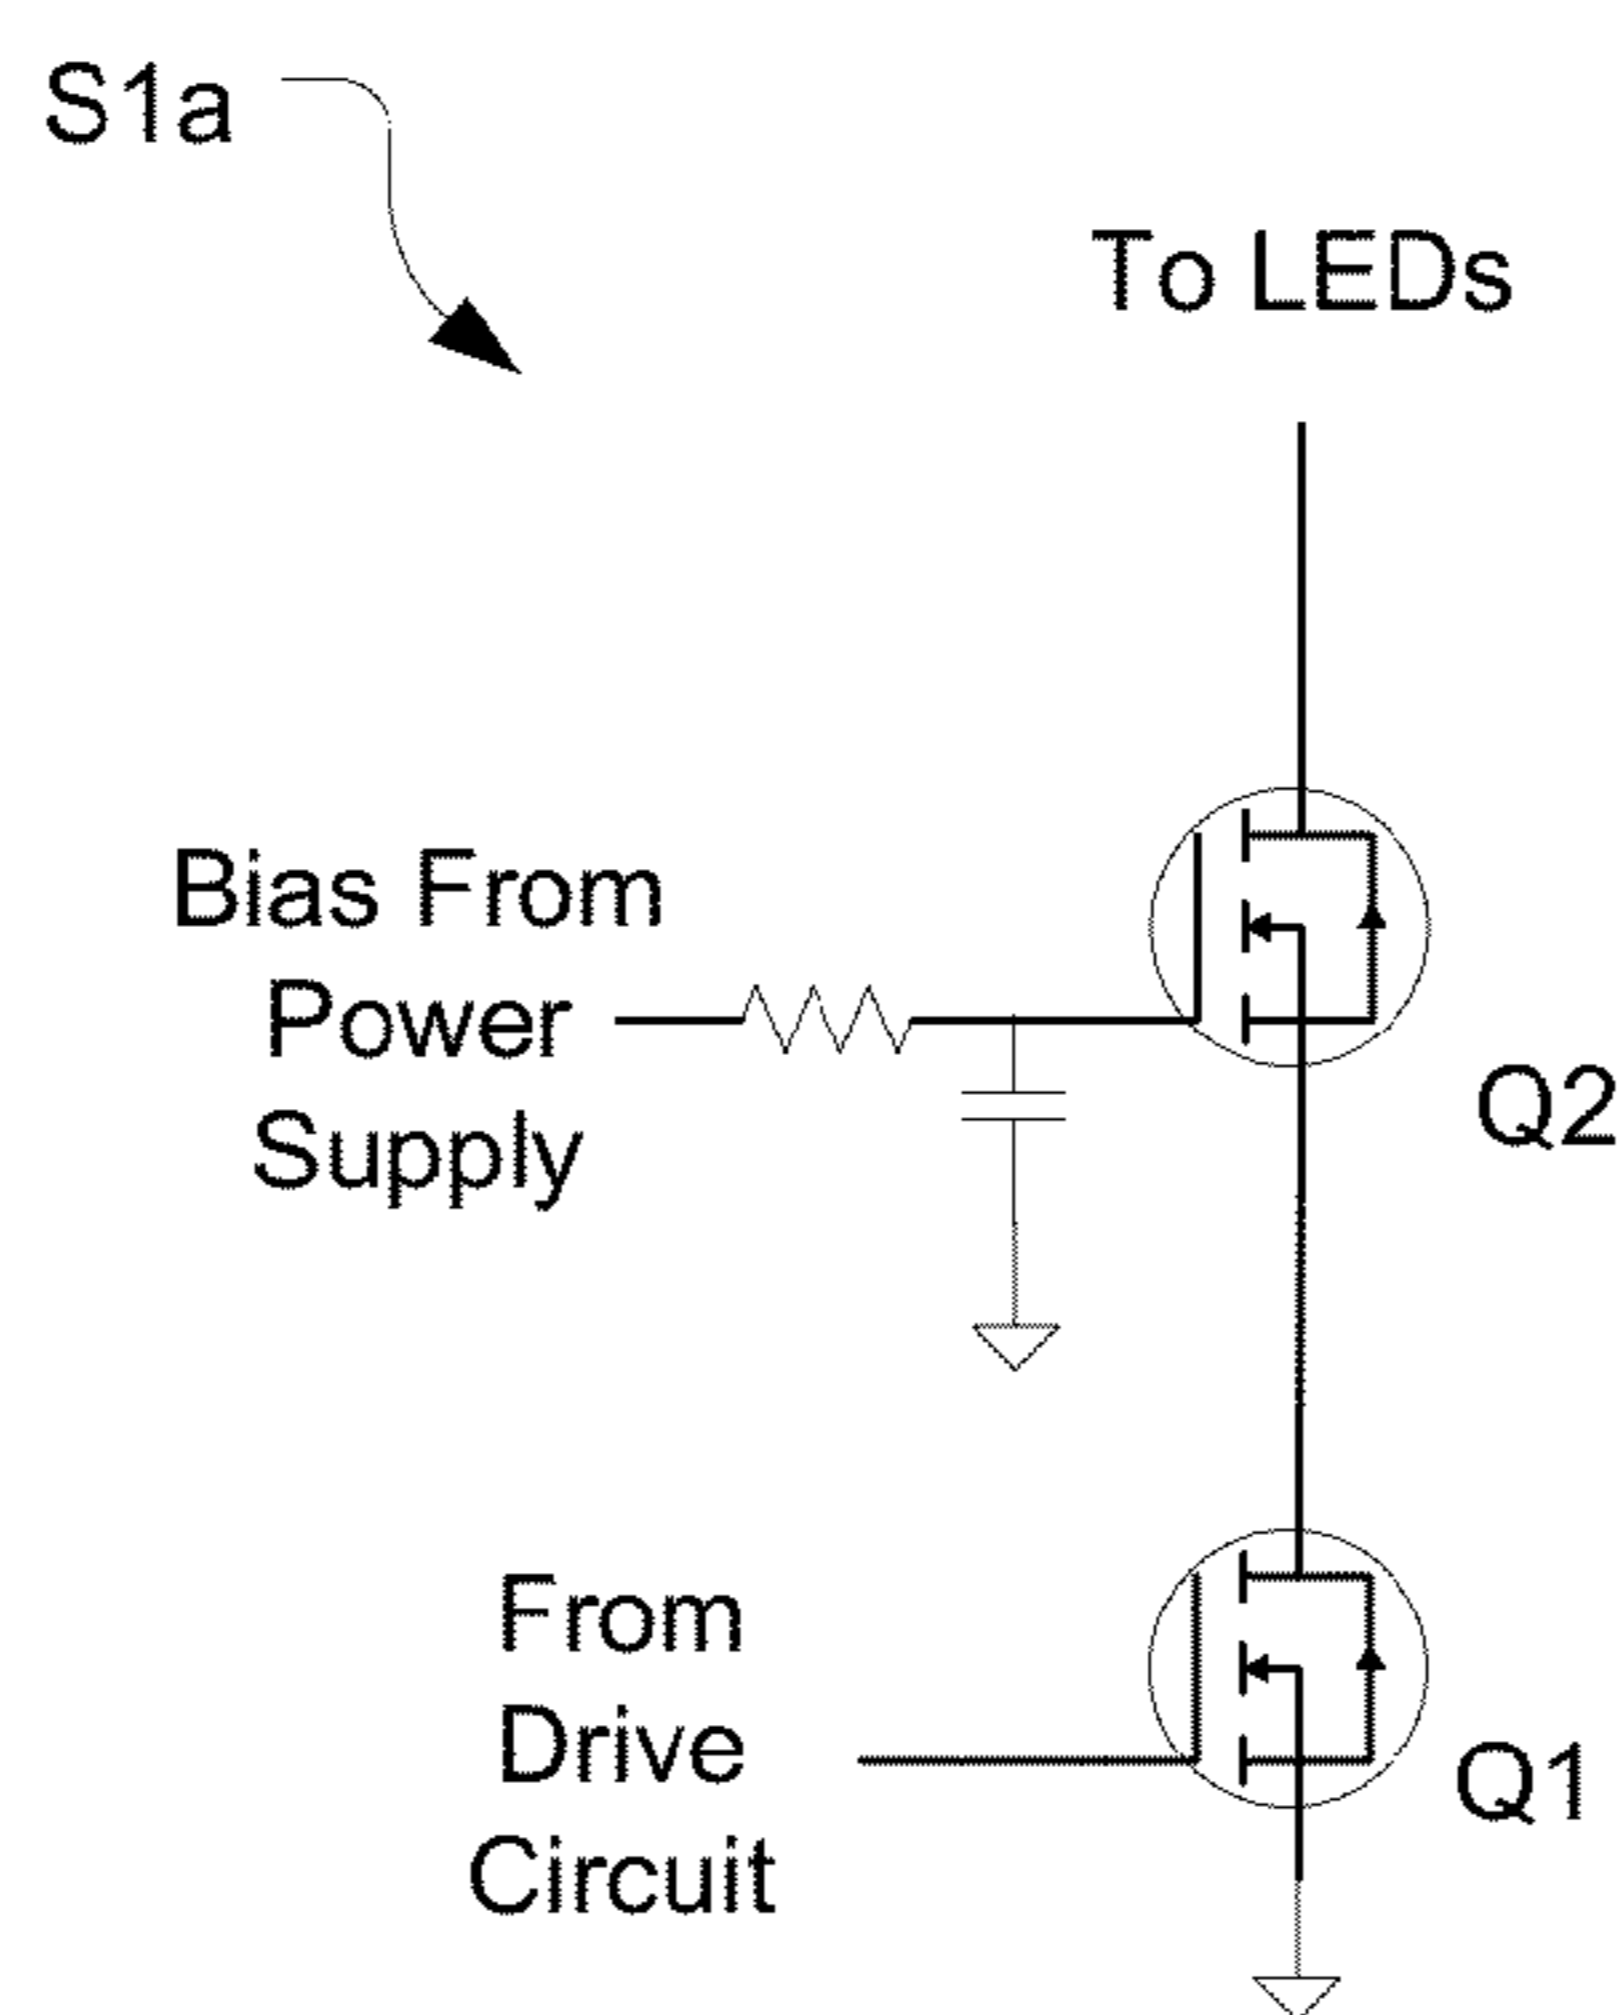 S1a
To LEDs
Bias From
Power
Supply
Q2
From
Drive
Circuit
Q1